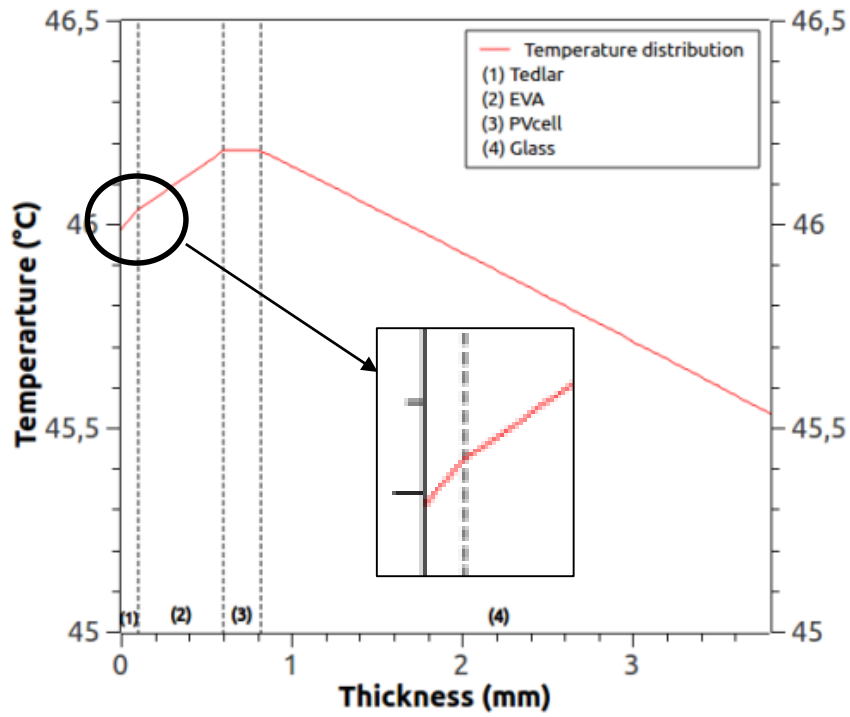 46,5
46,5
Temperature distribution
(1) Tedlar
(2) EVA
(3) PVcell
(4) Glass
46
46
Temperarture (°C)
45,5
45,5
(1)
(2)
(3)
(4)
45
45
0
1
2
3
Thickness (mm)